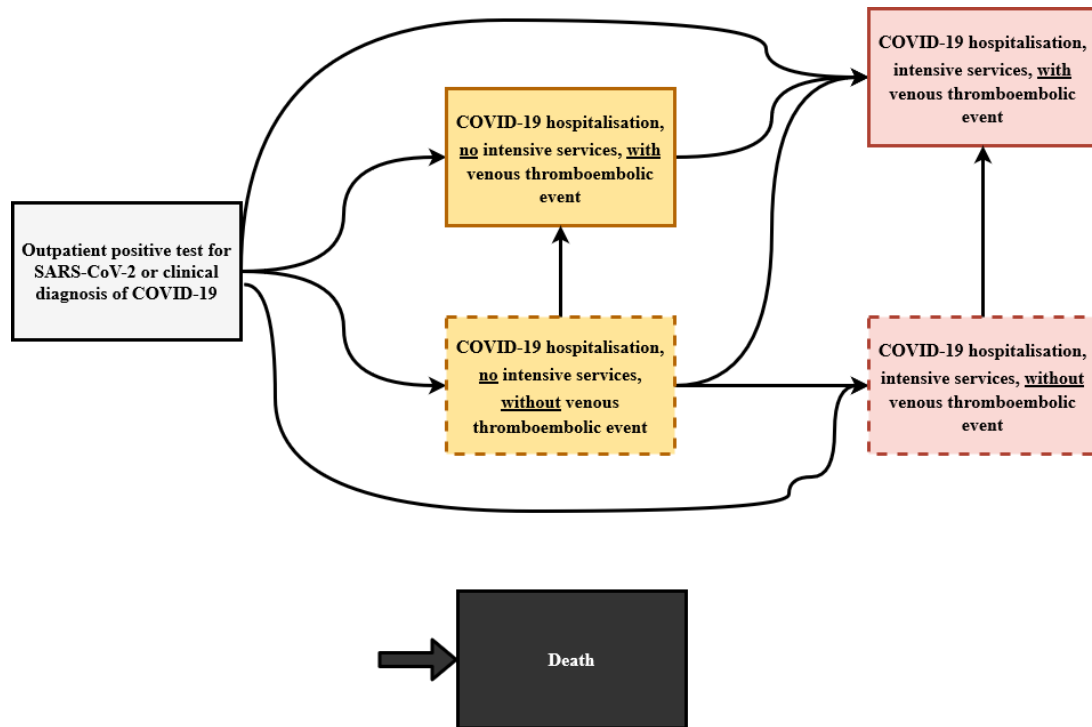 COVID-19 hospitalisation,
intensive services, with
venous thromboembolic
event
COVID-19 hospitalisation,
no intensive services, with
venous thromboembolic
event
Outpatient positive test for
SARS-CoV-2 or clinical
diagnosis of COVID-19
COVID-19 hospitalisation,
no intensive services,
without venous
thromboembolic event
COVID-19 hospitalisation,
intensive services, without
venous thromboembolic
event
Death